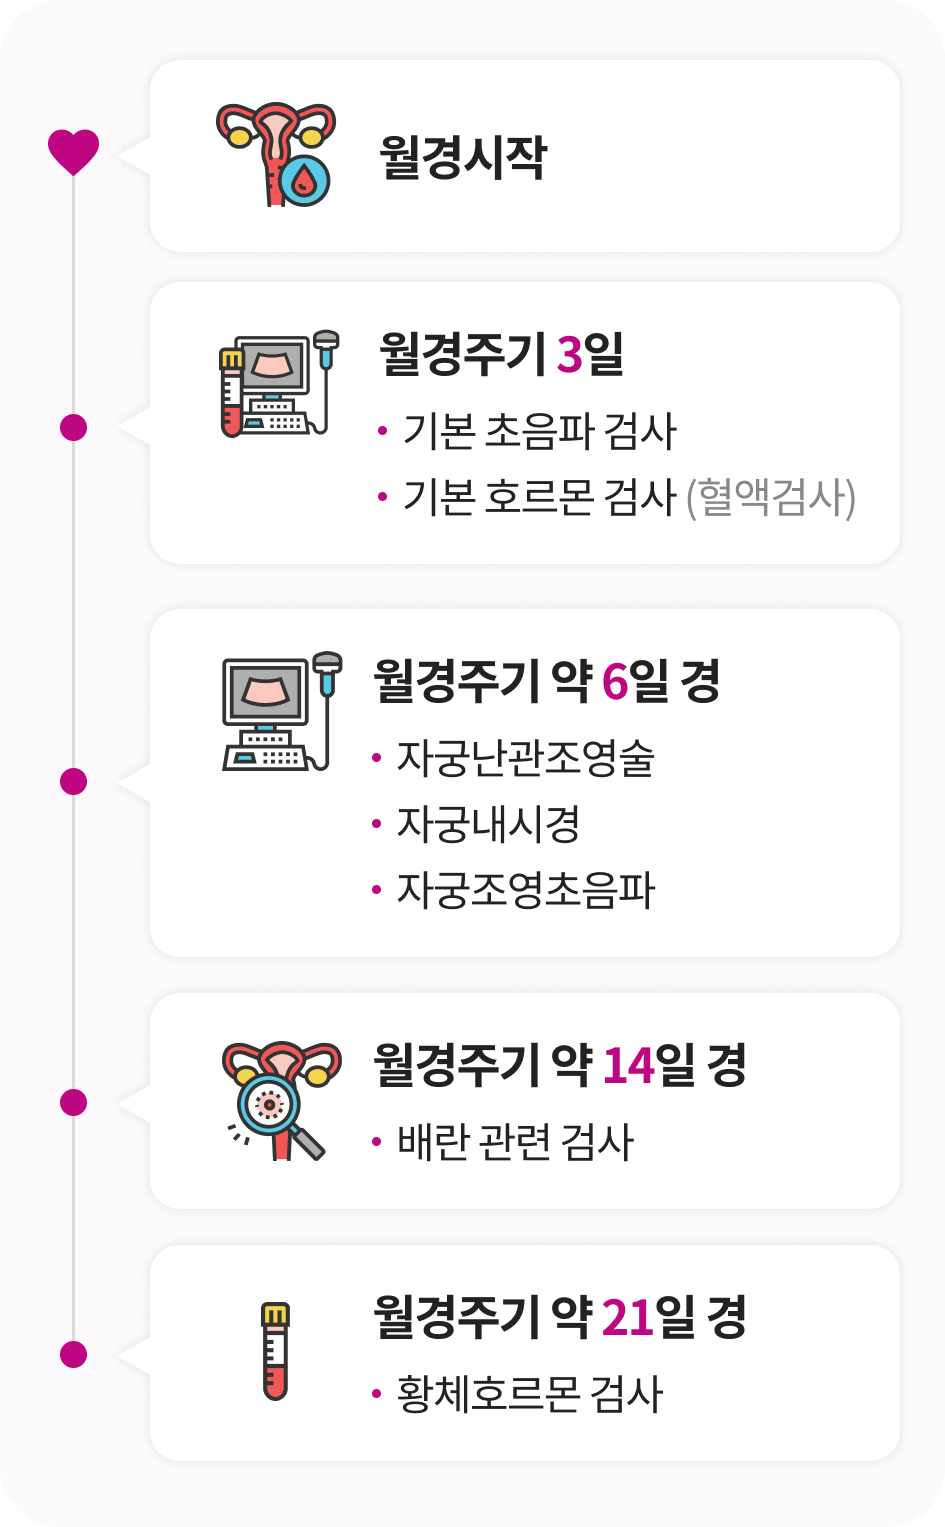 월경시작
월경주기 3일
• 기본 초음파 검사
• 기본 호르몬 검사 (혈액검사)
월경주기 약 6일 경
• 자궁난관조영술
• 자궁내시경
• 자궁조영초음파
월경주기 약 14일 경
• 배란 관련 검사
월경주기 약 21일 경
• 황체호르몬 검사